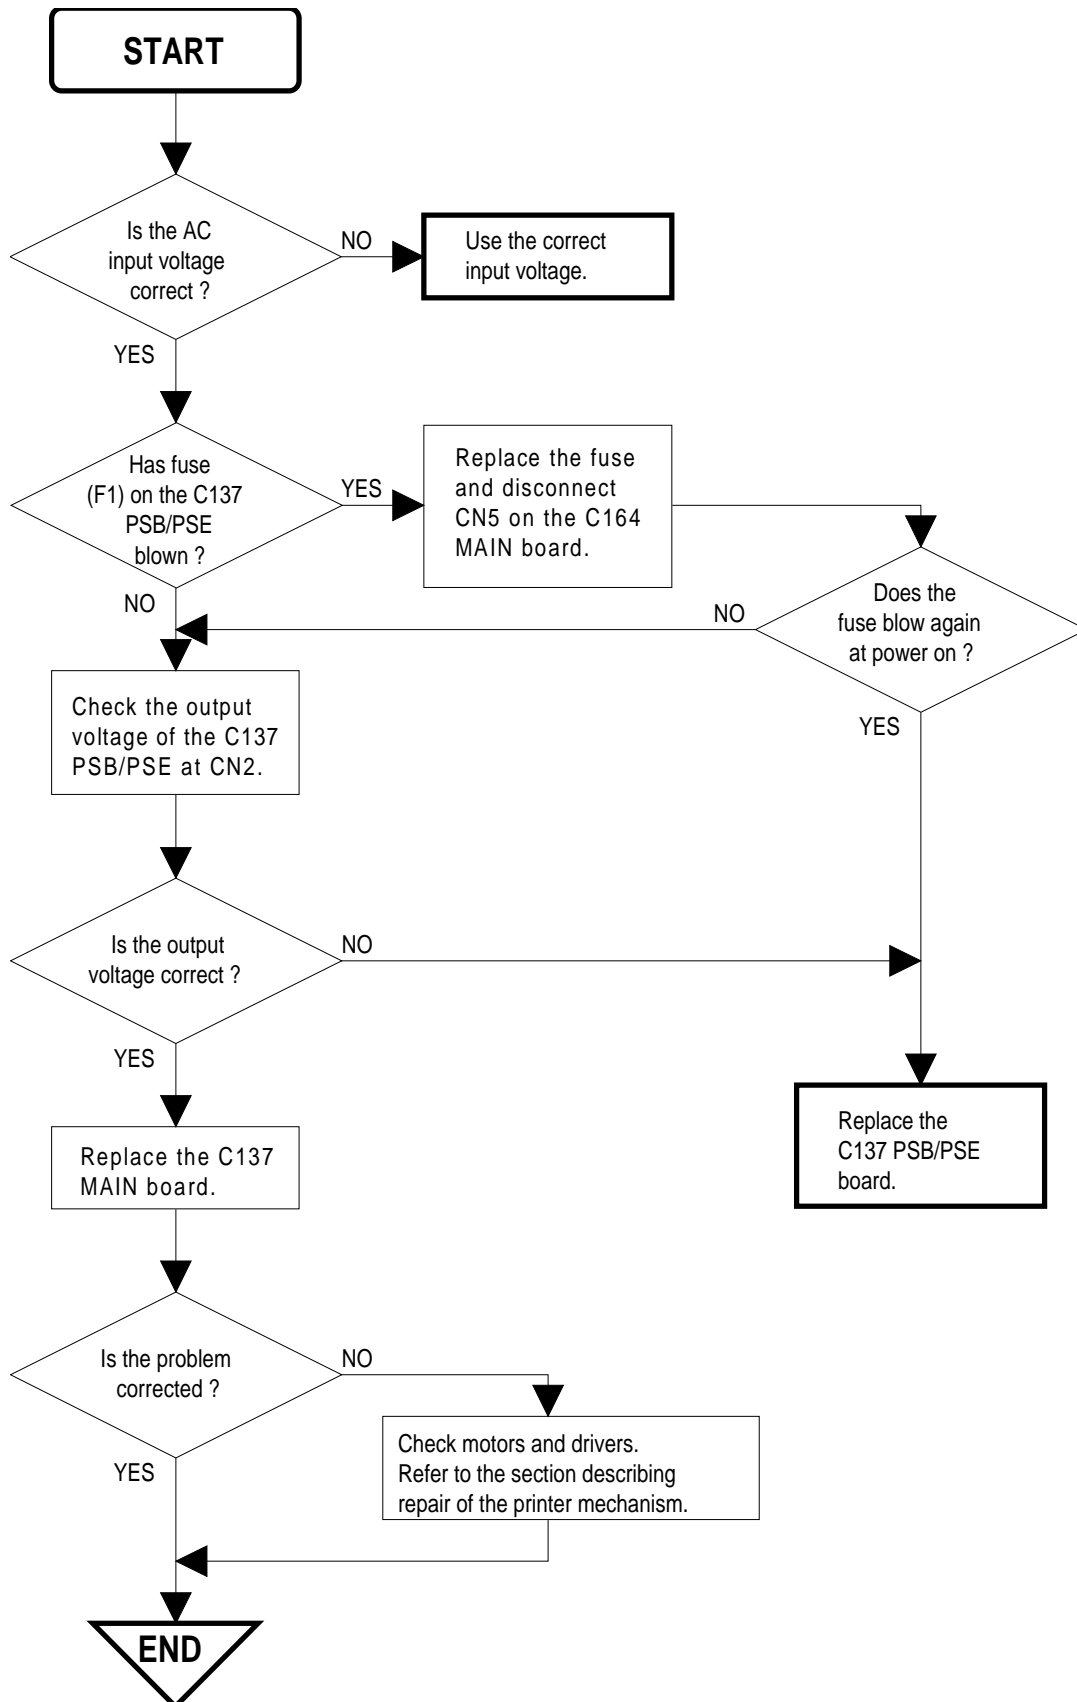 START
Is the AC
input voltage
correct ?
NO
Use the correct
input voltage.
YES
Has fuse
(F1) on the C137
PSB/PSE
blown ?
YES
Replace the fuse
and disconnect
CN5 on the C164
MAIN board.
NO
Does the
fuse blow again
at power on ?
NO
YES
Check the output
voltage of the C137
PSB/PSE at CN2.
Is the output
voltage correct ?
NO
YES
Replace the
C137 PSB/PSE
board.
Replace the C137
MAIN board.
Is the problem
corrected ?
NO
Check motors and drivers.
Refer to the section describing
repair of the printer mechanism.
YES
END